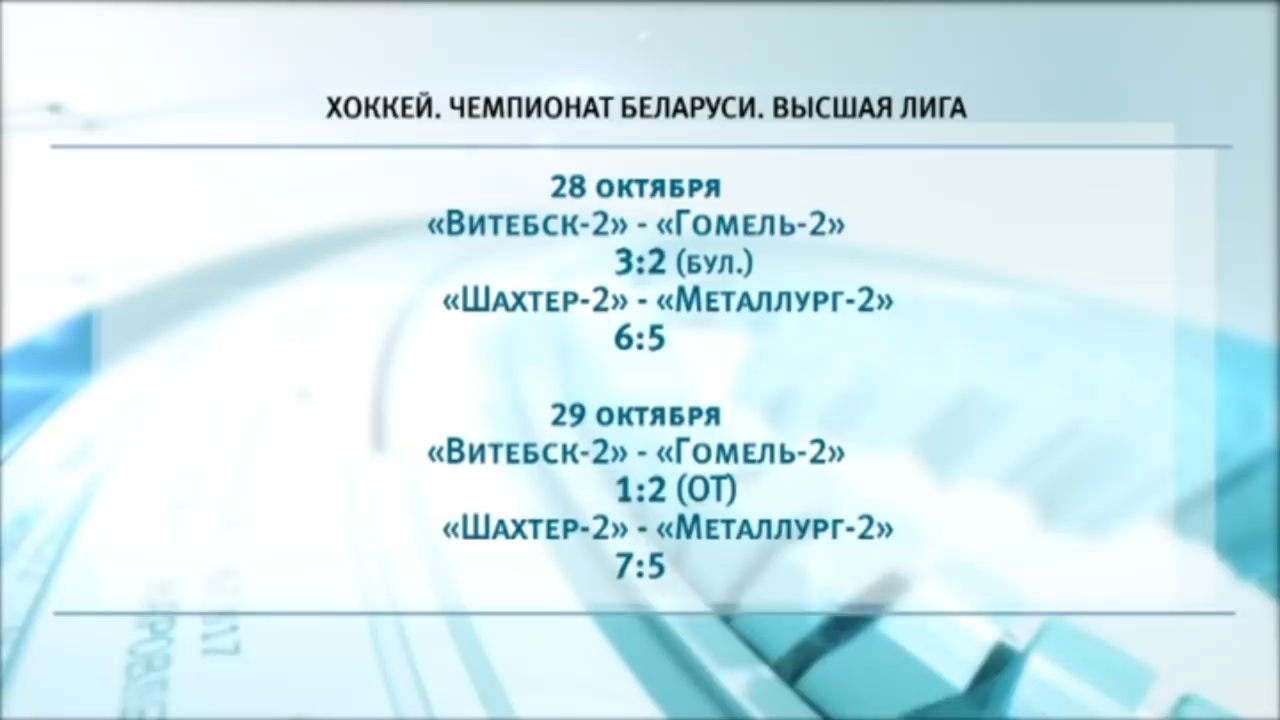 ХОККЕЙ. ЧЕМПИОНАТ БЕЛАРУСИ. ВЫСШАЯ ЛИГА
28 ОКТЯБРЯ
«ВИТЕБСК-2» - «ГОМЕЛЬ-2»
3:2 (БУЛ.)
«ШАХТЕР-2» - «МЕТАЛЛУРГ-2»
6:5
29 ОКТЯБРЯ
«ВИТЕБСК-2» - «ГОМЕЛЬ-2»
1:2 (ОТ)
«ШАХТЕР-2» - «МЕТАЛЛУРГ-2»
7:5